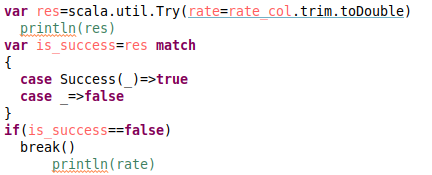 var res=scala.util.Try(rate=rate_col.trim.toDouble)
  println(res)
var is_success=res match
{
  case Success(_)=>true
  case _=>false
}
if(is_success==false)
  break()
      println(rate)